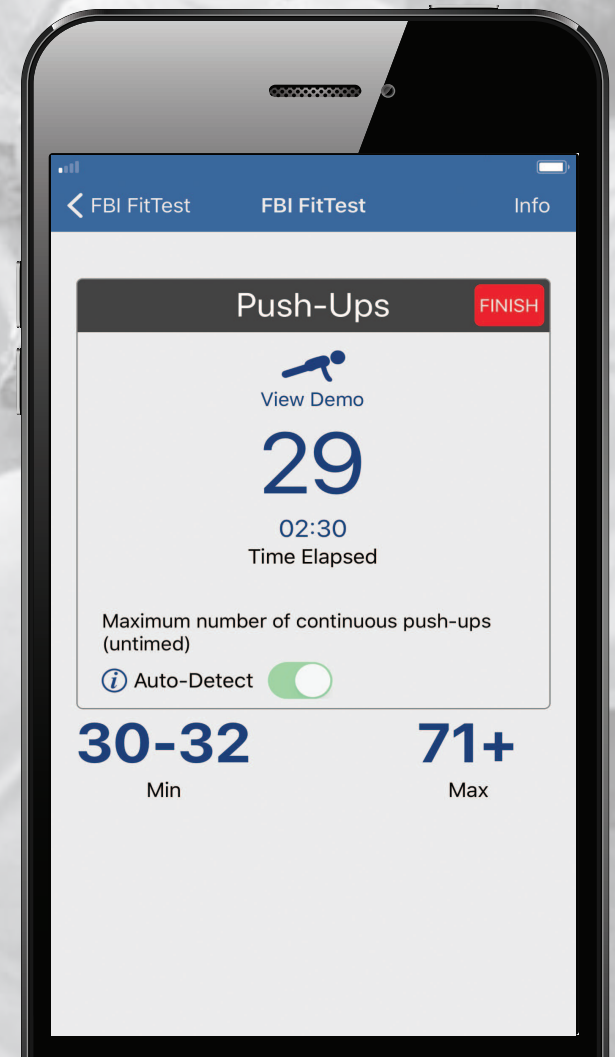 FBI FitTest FBI FitTest Info
Push-Ups FINISH
View Demo
29
02:30
Time Elapsed
Maximum number of continuous push-ups
(untimed)
i Auto-Detect
30-32 71+
Min Max